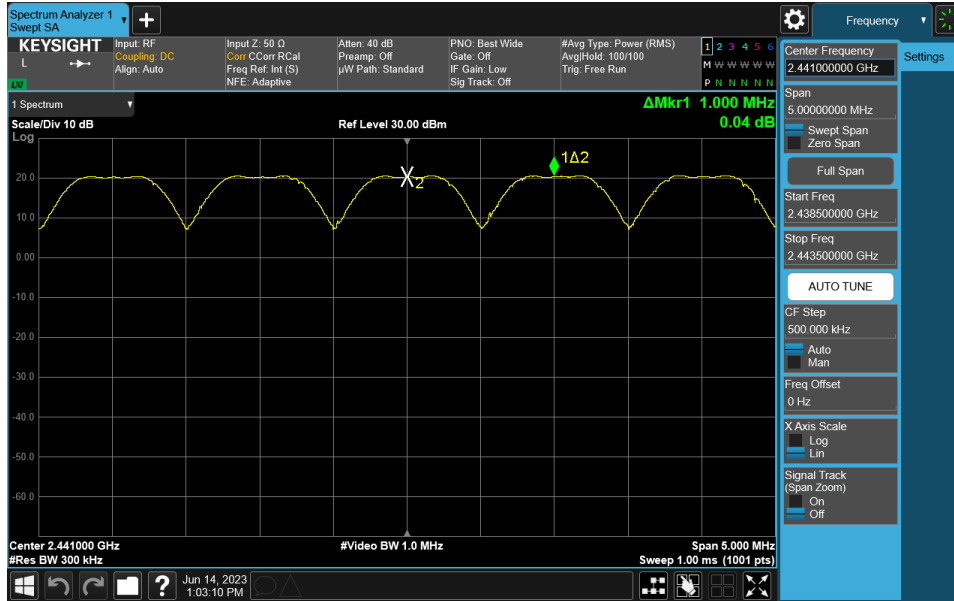 Spectrum Analyzer 1
Swept SA
+
Frequency
KEYSIGHT
L
LXI
Input: RF
Coupling: DC
Align: Auto
Input Z: 50 Ω
Corr CCorr RCal
Freq Ref: Int (S)
NFE: Adaptive
Atten: 40 dB
Preamp: Off
µW Path: Standard
PNO: Best Wide
Gate: Off
IF Gain: Low
Sig Track: Off
#Avg Type: Power (RMS)
Avg|Hold: 100/100
Trig: Free Run
1 2 3 4 5 6
M W W W W W
P N N N N N
1 Spectrum
ΔMkr1 1.000 MHz
0.04 dB
Scale/Div 10 dB
Ref Level 30.00 dBm
Log
1Δ2
2
20.0
10.0
0.00
-10.0
-20.0
-30.0
-40.0
-50.0
-60.0
Center 2.441000 GHz
#Video BW 1.0 MHz
Span 5.000 MHz
#Res BW 300 kHz
Sweep 1.00 ms (1001 pts)
?
Jun 14, 2023
1:03:10 PM
Center Frequency
2.441000000 GHz
Settings
Span
5.00000000 MHz
Swept Span
Zero Span
Full Span
Start Freq
2.438500000 GHz
Stop Freq
2.443500000 GHz
AUTO TUNE
CF Step
500.000 kHz
Auto
Man
Freq Offset
0 Hz
X Axis Scale
Log
Lin
Signal Track
(Span Zoom)
On
Off